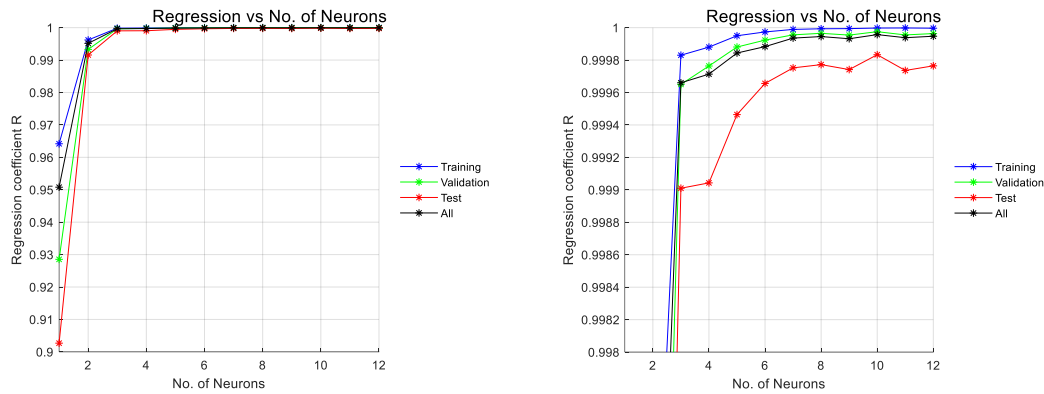 Regression vs No. of Neurons
1
0.99
0.98
0.97
0.96
0.95
0.94
0.93
0.92
0.91
0.9
2
4
6
8
10
12
Regression coefficient R
No. of Neurons
Training
Validation
Test
All
Regression vs No. of Neurons
1
0.9998
0.9996
0.9994
0.9992
0.999
0.9988
0.9986
0.9984
0.9982
0.998
2
4
6
8
10
12
Regression coefficient R
No. of Neurons
Training
Validation
Test
All